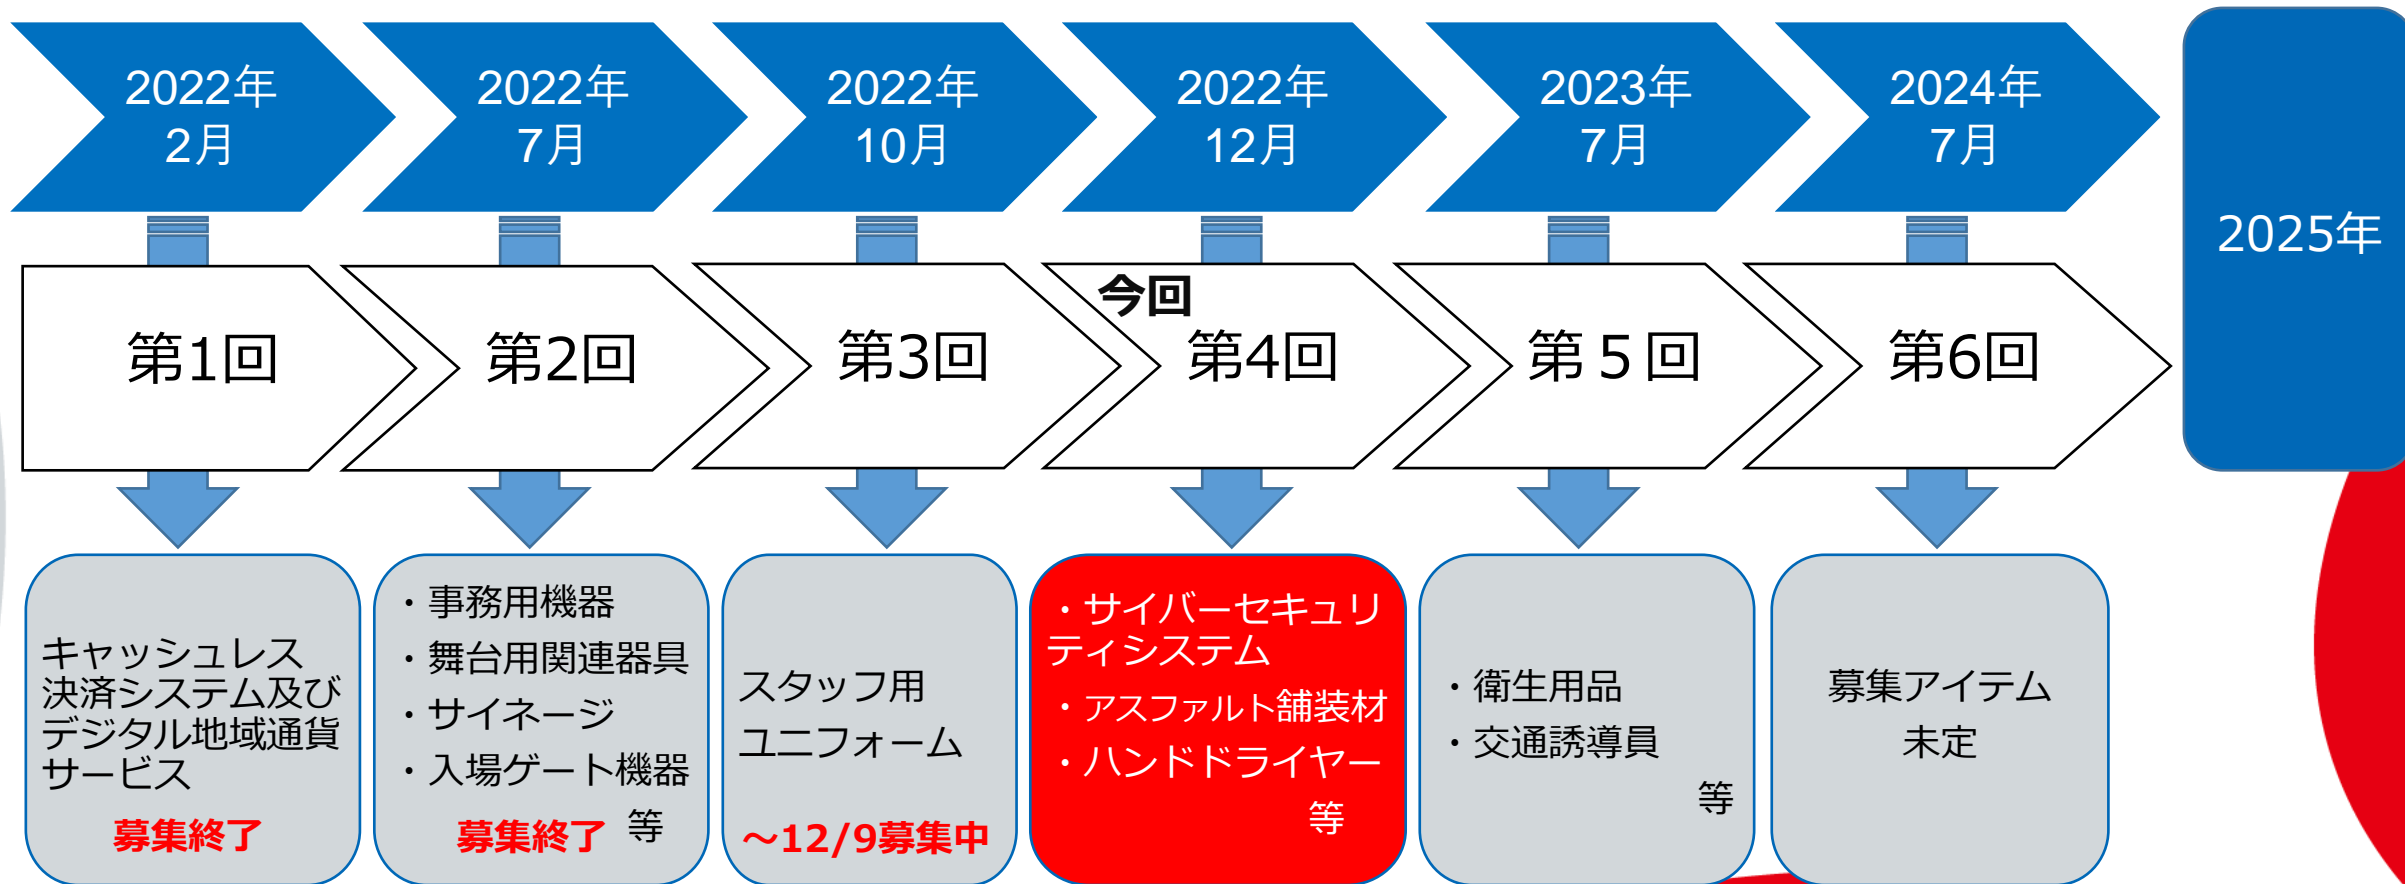 2022年
2月
2022年
7月
2022年
10月
2022年
12月
2023年
7月
2024年
7月
2025年
第1回
第2回
第3回
今回
第4回
第５回
第6回
キャッシュレス
決済システム及び
デジタル地域通貨
サービス
募集終了
・事務用機器
・舞台用関連器具
・サイネージ
・入場ゲート機器
等
募集終了
スタッフ用
ユニフォーム
～12/9募集中
・サイバーセキュリ
ティシステム
・アスファルト舗装材
・ハンドドライヤー
等
・衛生用品
・交通誘導員
等
募集アイテム
未定